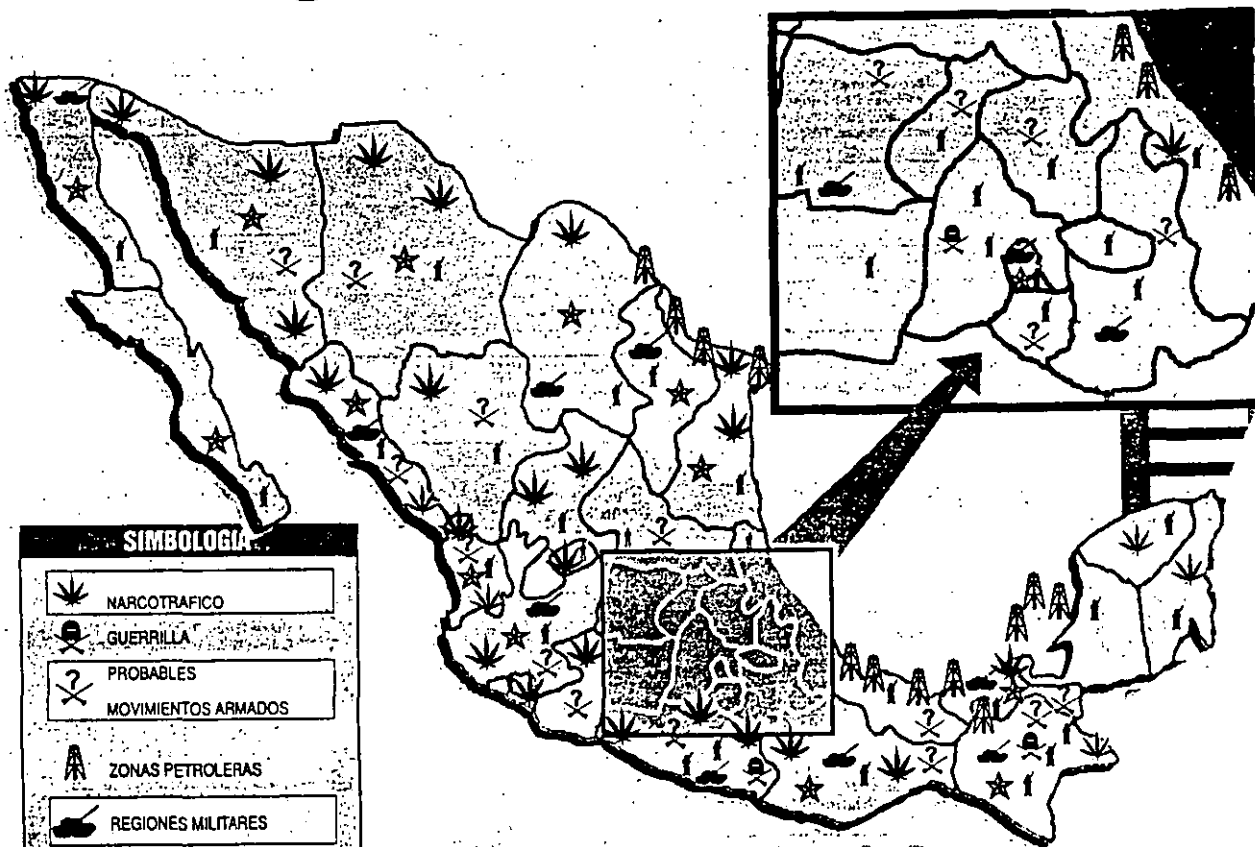 SIMBOLOGIA
NARCOTRAFICO
GUERRILLA
PROBABLES
MOVIMIENTOS ARMADOS
ZONAS PETROLERAS
REGIONES MILITARES